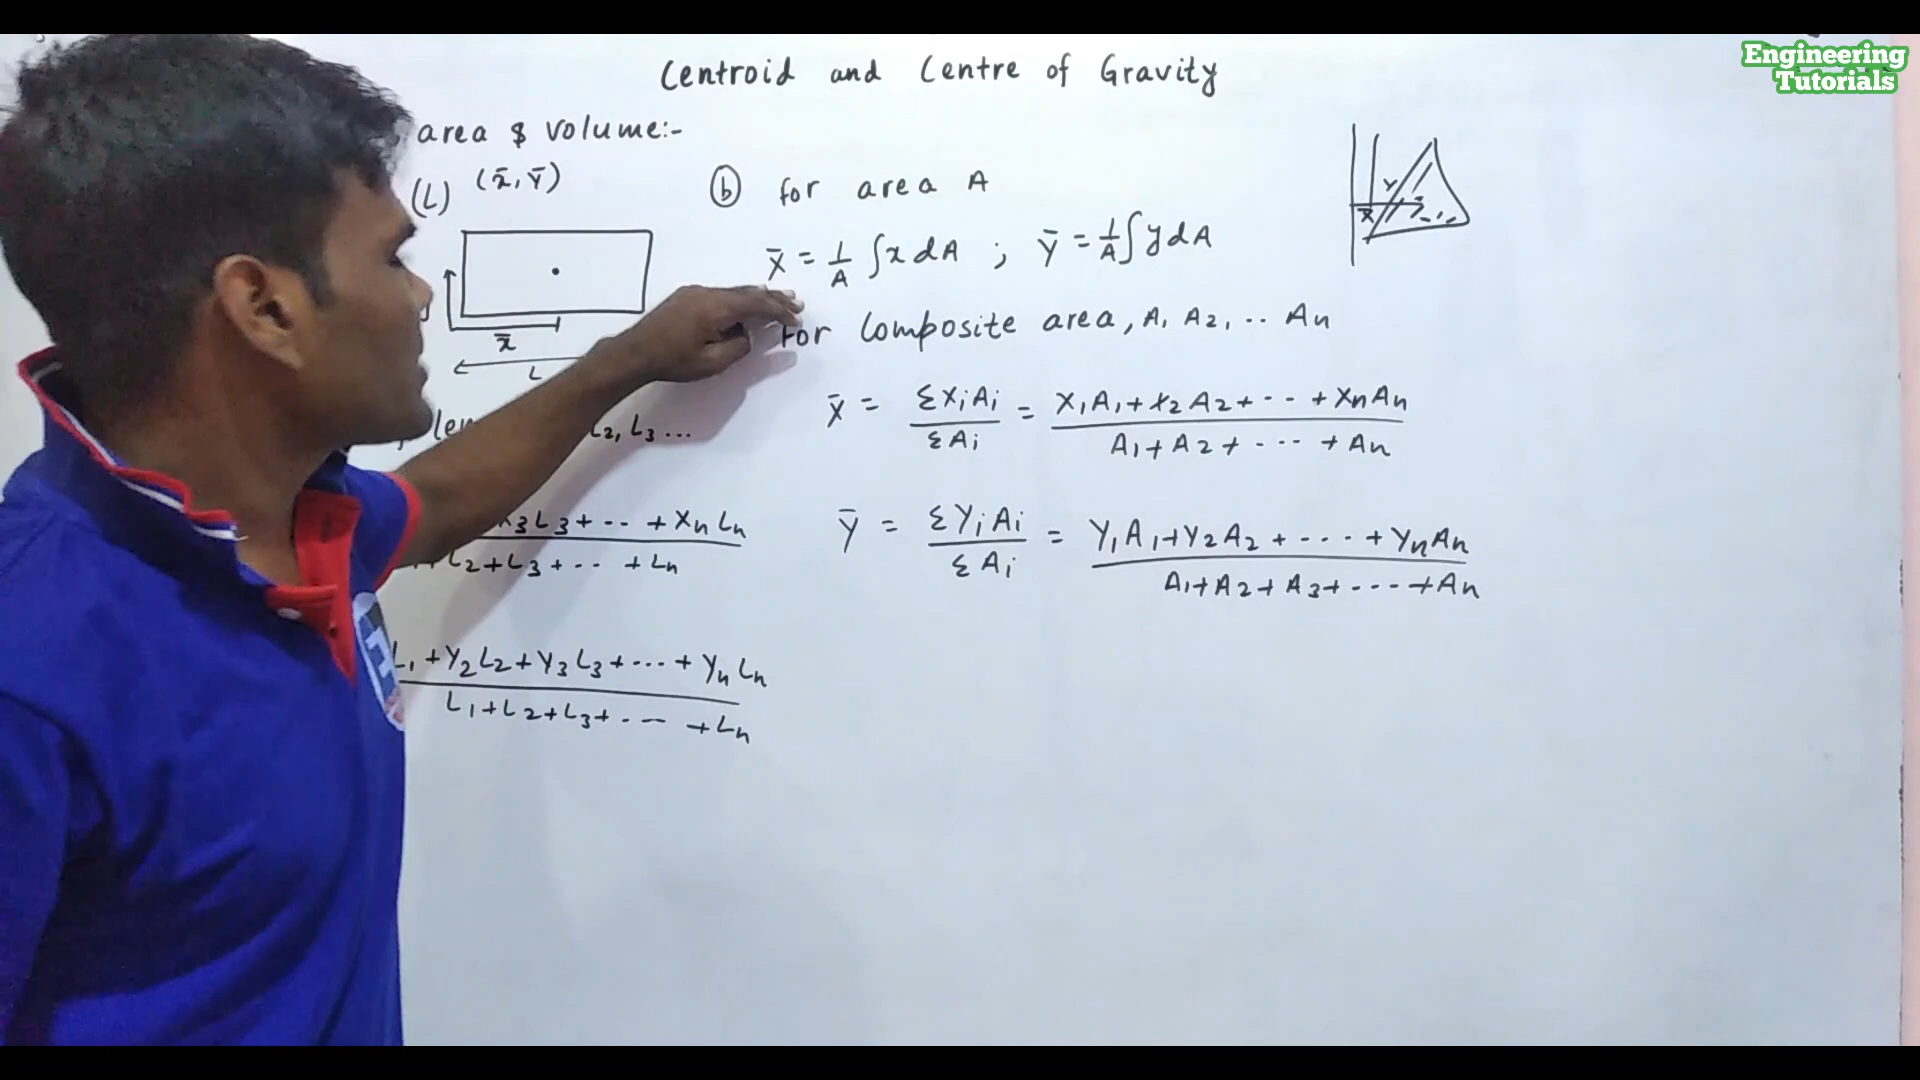 Centroid and Centre of Gravity
Engineering
Tutorials
area & volume:-
(L) (x̄, ȳ)
x̄
L
L₂, L₃ ...
X₃L₃ + -- + XnLn
L₂ + L₃ + -- + Ln
L₁ + Y₂L₂ + Y₃L₃ + --- + YnLn
L₁ + L₂ + L₃ + --- + Ln
(b) for area A
X̄ = 1/A ∫x dA ; Ȳ = 1/A ∫y dA
for Composite area, A₁ A₂, .. An
X̄ = ΣXᵢAᵢ / ΣAᵢ = X₁A₁ + X₂A₂ + -- + XnAn / A₁ + A₂ + --- + An
Ȳ = ΣYᵢAᵢ / ΣAᵢ = Y₁A₁ + Y₂A₂ + ---- + YnAn / A₁ + A₂ + A₃ + ---- + An
x̄